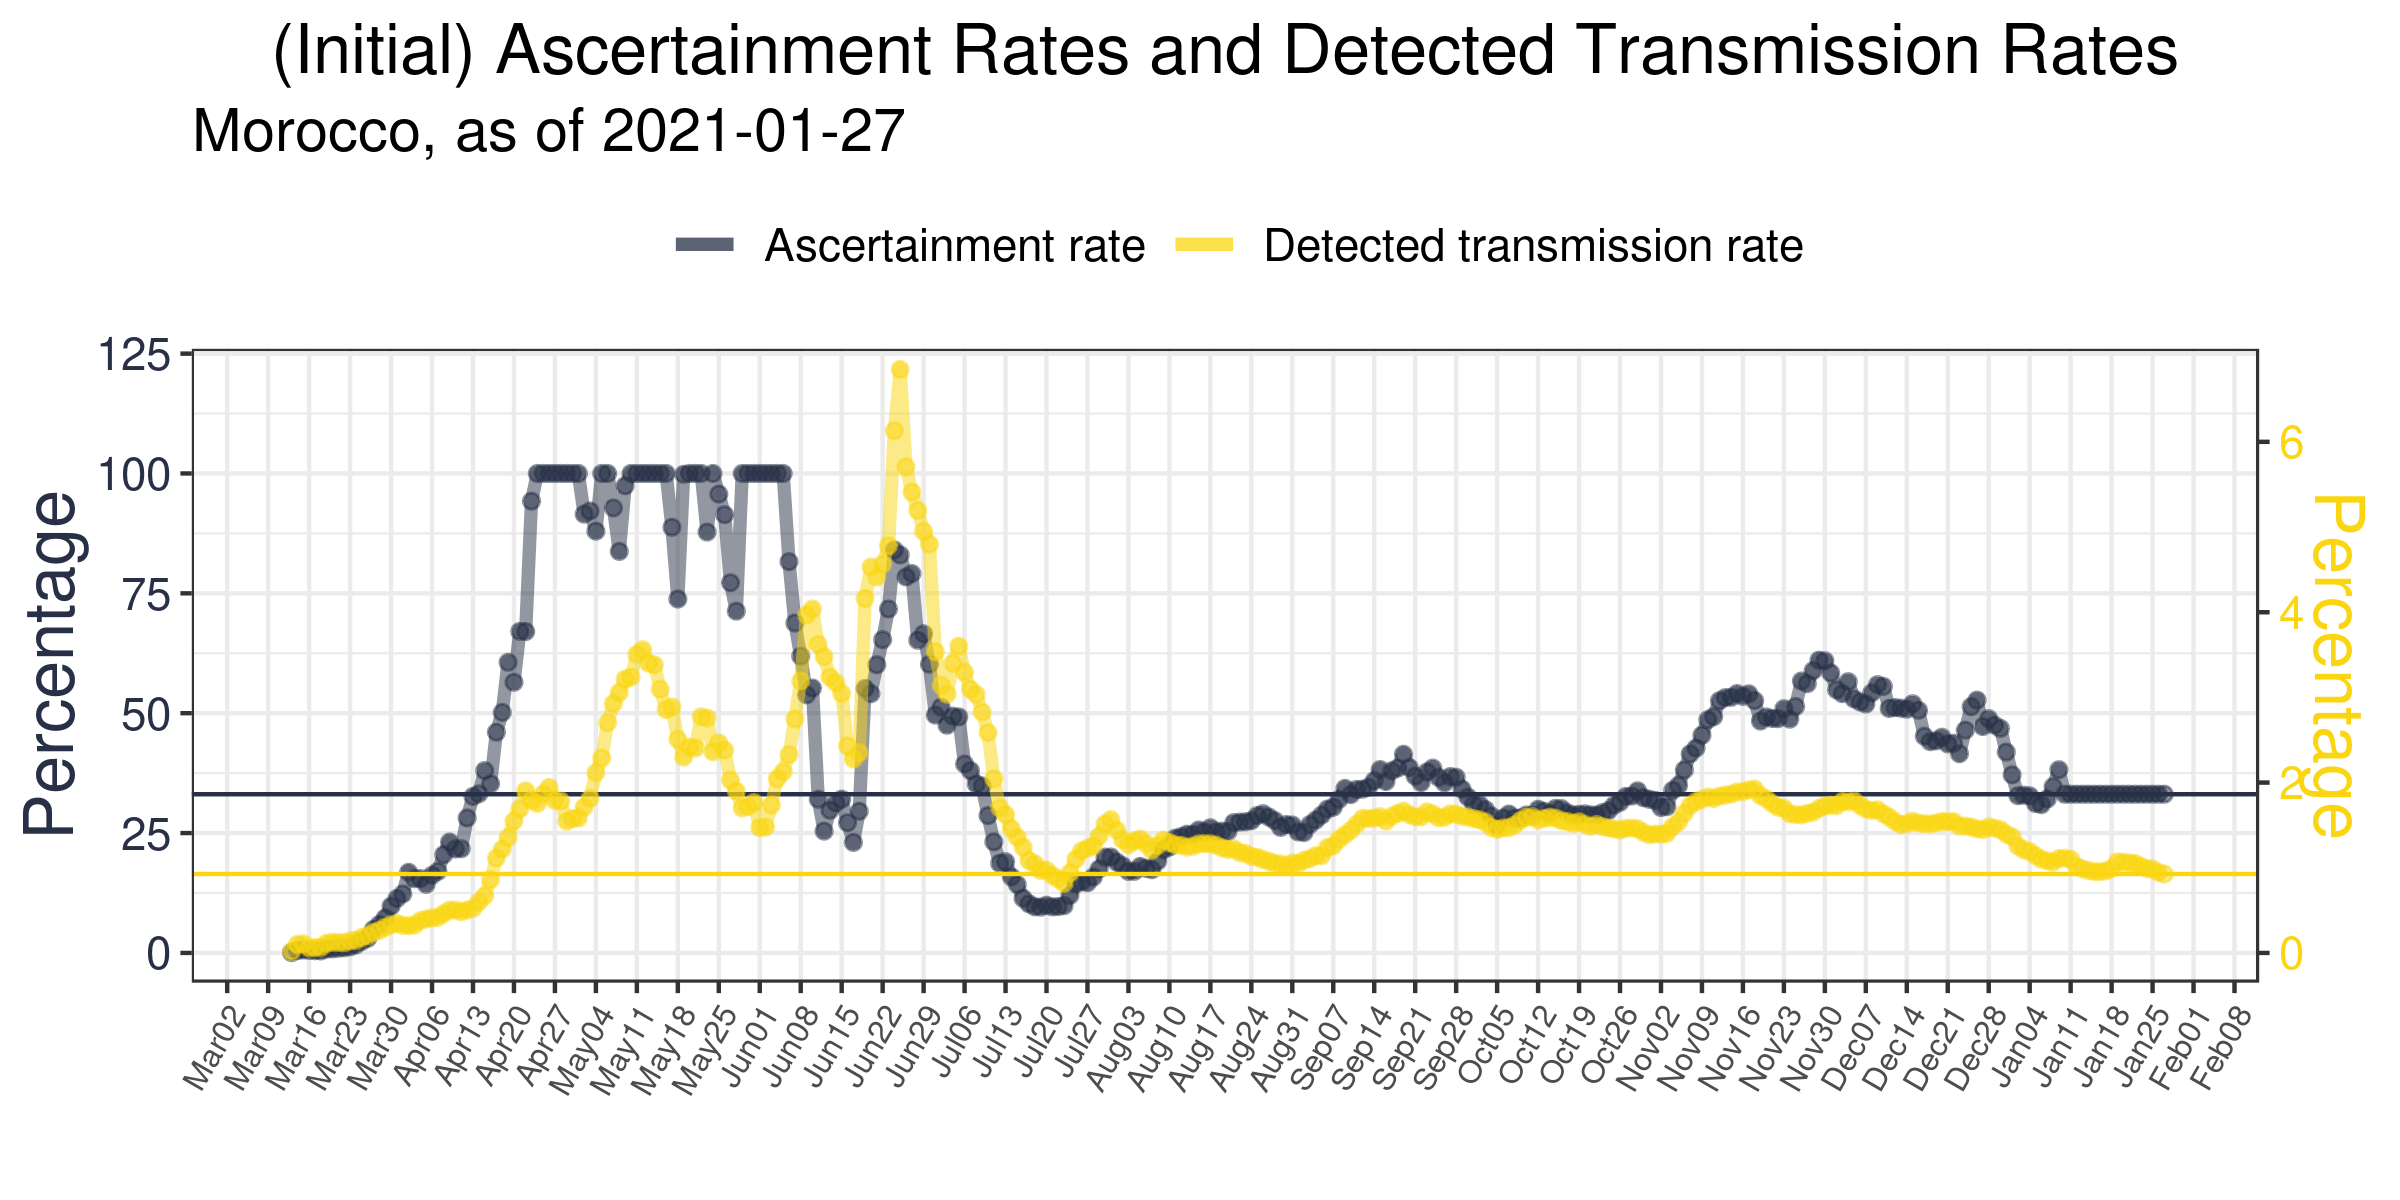 (Initial) Ascertainment Rates and Detected Transmission Rates
Morocco, as of 2021-01-27
Ascertainment rate
Detected transmission rate
Percentage
125
100
75
50
25
0
6
4
2
0
Percentage
Mar02
Mar09
Mar16
Mar23
Mar30
Apr06
Apr13
Apr20
Apr27
May04
May11
May18
May25
Jun01
Jun08
Jun15
Jun22
Jun29
Jul06
Jul13
Jul20
Jul27
Aug03
Aug10
Aug17
Aug24
Aug31
Sep07
Sep14
Sep21
Sep28
Oct05
Oct12
Oct19
Oct26
Nov02
Nov09
Nov16
Nov23
Nov30
Dec07
Dec14
Dec21
Dec28
Jan04
Jan11
Jan18
Jan25
Feb01
Feb08